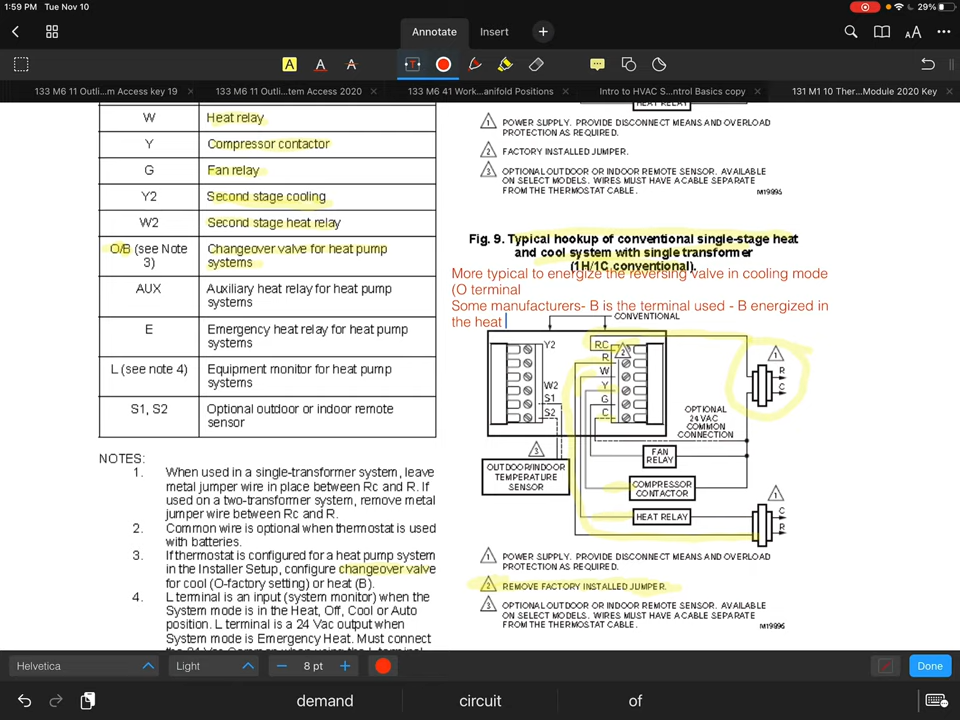 1:59 PM Tue Nov 10
29%
Annotate
Insert
A
A
A
T
AA
133 M6 11 Outli...m Access key 19
133 M6 11 Outli...tem Access 2020
133 M6 41 Work...anifold Positions
Intro to HVAC S...ntrol Basics copy
131 M1 10 Ther...Module 2020 Key
W Heat relay
Y Compressor contactor
G Fan relay
Y2 Second stage cooling
W2 Second stage heat relay
O/B (see Note 3) Changeover valve for heat pump systems
AUX Auxiliary heat relay for heat pump systems
E Emergency heat relay for heat pump systems
L (see note 4) Equipment monitor for heat pump systems
S1, S2 Optional outdoor or indoor remote sensor
NOTES:
1. When used in a single-transformer system, leave
metal jumper wire in place between Rc and R. If
used on a two-transformer system, remove metal
jumper wire between Rc and R.
2. Common wire is optional when thermostat is used
with batteries.
3. If thermostat is configured for a heat pump system
in the Installer Setup, configure changeover valve
for cool (O-factory setting) or heat (B).
4. L terminal is an input (system monitor) when the
System mode is in the Heat, Off, Cool or Auto
position. L terminal is a 24 Vac output when
System mode is Emergency Heat. Must connect
HEAT RELAY
1 POWER SUPPLY. PROVIDE DISCONNECT MEANS AND OVERLOAD
PROTECTION AS REQUIRED.
2 FACTORY INSTALLED JUMPER.
3 OPTIONAL OUTDOOR OR INDOOR REMOTE SENSOR. AVAILABLE
ON SELECT MODELS. WIRES MUST HAVE A CABLE SEPARATE
FROM THE THERMOSTAT CABLE.
M19995
Fig. 9. Typical hookup of conventional single-stage heat
and cool system with single transformer
(1H/1C conventional).
More typical to energize the reversing valve in cooling mode
(O terminal
Some manufacturers- B is the terminal used - B energized in
the heat
CONVENTIONAL
Y2
W2
S1
S2
RC
R
W
Y
G
C
2
1
R
C
OPTIONAL
24 VAC
COMMON
CONNECTION
3
OUTDOOR/INDOOR
TEMPERATURE
SENSOR
FAN
RELAY
COMPRESSOR
CONTACTOR
HEAT RELAY
1
C
R
1 POWER SUPPLY. PROVIDE DISCONNECT MEANS AND OVERLOAD
PROTECTION AS REQUIRED.
2 REMOVE FACTORY INSTALLED JUMPER.
3 OPTIONAL OUTDOOR OR INDOOR REMOTE SENSOR. AVAILABLE
ON SELECT MODELS. WIRES MUST HAVE A CABLE SEPARATE
FROM THE THERMOSTAT CABLE.
M19996
Helvetica
Light
8 pt
Done
demand
circuit
of